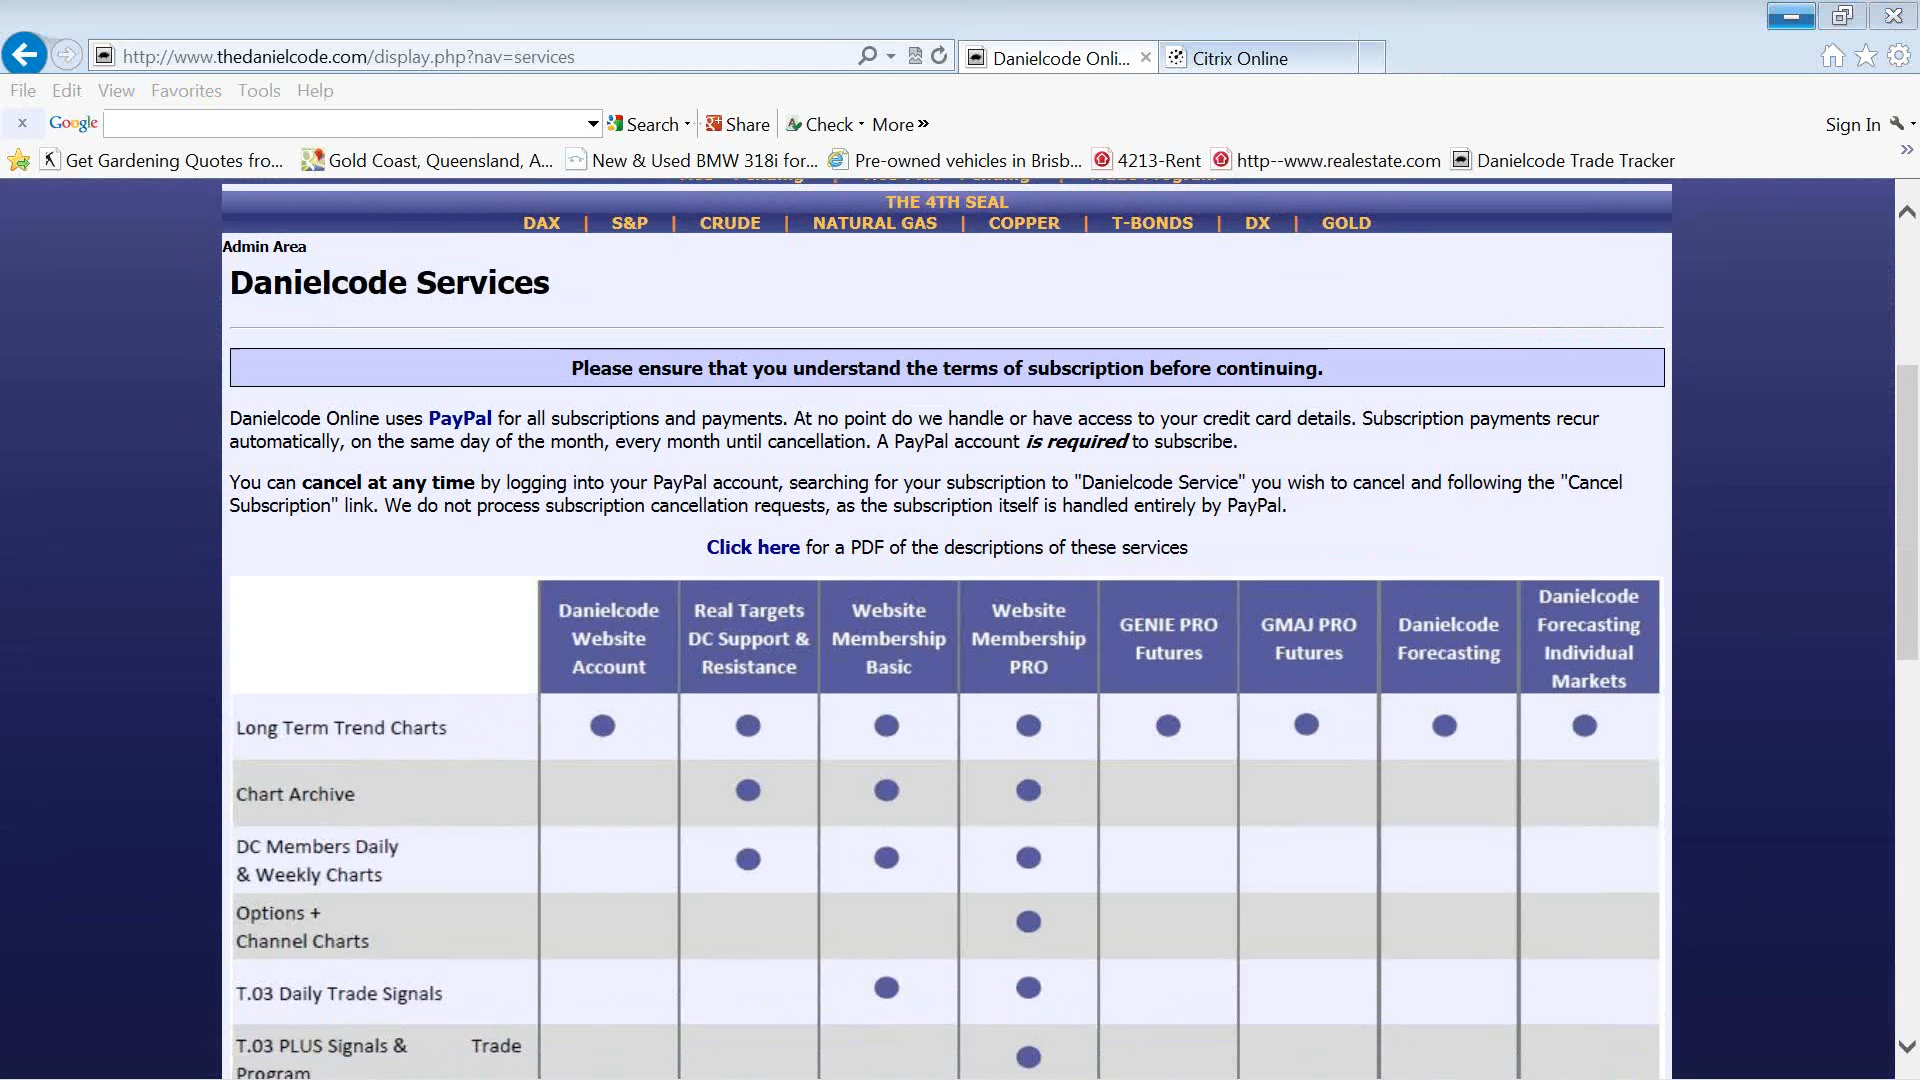 http://www.thedanielcode.com/display.php?nav=services
Danielcode Onli...
Citrix Online
File Edit View Favorites Tools Help
x Google Search Share Check More »
Sign In
Get Gardening Quotes fro...
Gold Coast, Queensland, A...
New & Used BMW 318i for...
Pre-owned vehicles in Brisb...
4213-Rent
http--www.realestate.com
Danielcode Trade Tracker
THE 4TH SEAL
DAX | S&P | CRUDE | NATURAL GAS | COPPER | T-BONDS | DX | GOLD
Admin Area
Danielcode Services
Please ensure that you understand the terms of subscription before continuing.
Danielcode Online uses PayPal for all subscriptions and payments. At no point do we handle or have access to your credit card details. Subscription payments recur
automatically, on the same day of the month, every month until cancellation. A PayPal account is required to subscribe.
You can cancel at any time by logging into your PayPal account, searching for your subscription to "Danielcode Service" you wish to cancel and following the "Cancel
Subscription" link. We do not process subscription cancellation requests, as the subscription itself is handled entirely by PayPal.
Click here for a PDF of the descriptions of these services
Danielcode
Website
Account
Real Targets
DC Support &
Resistance
Website
Membership
Basic
Website
Membership
PRO
GENIE PRO
Futures
GMAJ PRO
Futures
Danielcode
Forecasting
Danielcode
Forecasting
Individual
Markets
Long Term Trend Charts
Chart Archive
DC Members Daily
& Weekly Charts
Options +
Channel Charts
T.03 Daily Trade Signals
T.03 PLUS Signals & Trade
Program